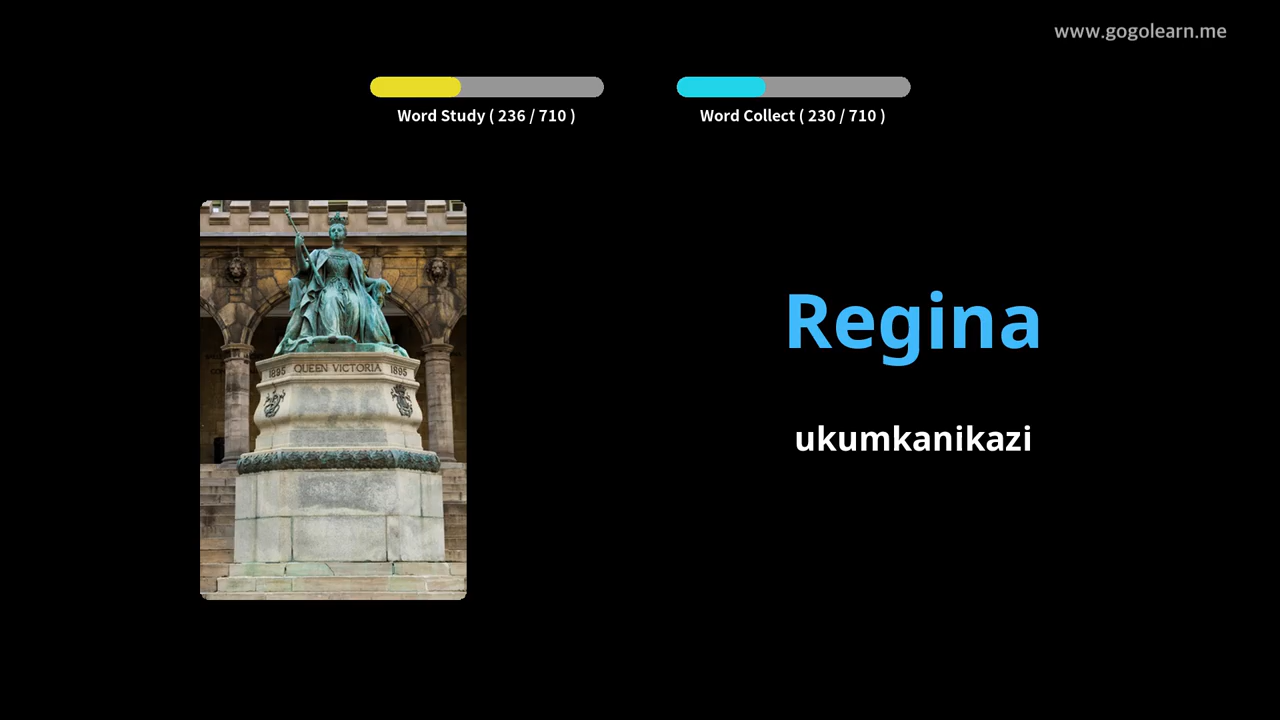 www.gogolearn.me
Word Study ( 236 / 710 )
Word Collect ( 230 / 710 )
1895 QUEEN VICTORIA 1895
Regina
ukumkanikazi